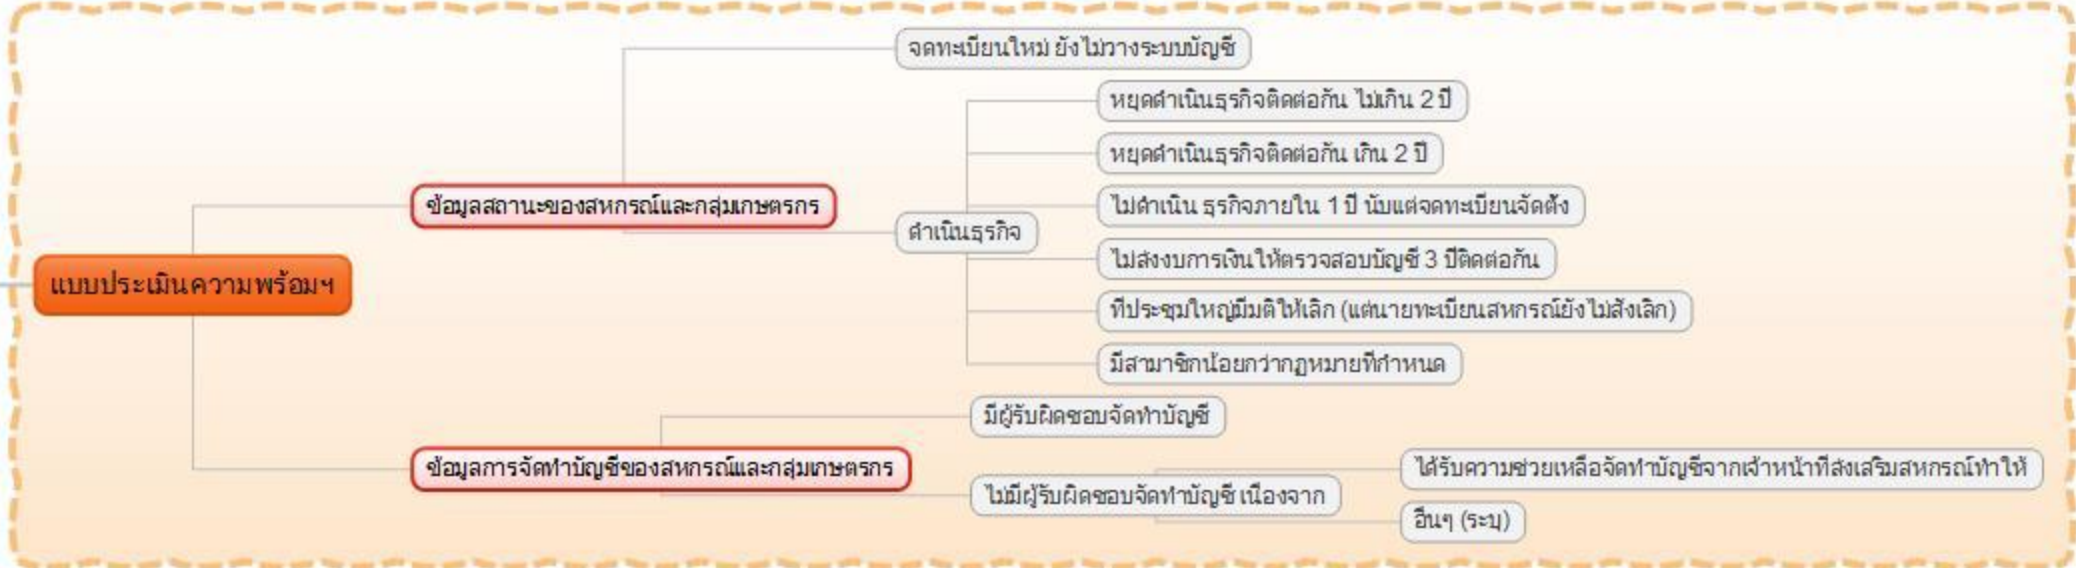 จดทะเบียนใหม่ ยังไม่วางระบบบัญชี
หยุดดำเนินธุรกิจติดต่อกัน ไม่เกิน 2 ปี
หยุดดำเนินธุรกิจติดต่อกัน เกิน 2 ปี
ข้อมูลสถานะของสหกรณ์และกลุ่มเกษตรกร
ไม่ดำเนิน ธุรกิจภายใน 1 ปี นับแต่จดทะเบียนจัดตั้ง
ดำเนินธุรกิจ
ไม่ส่งงบการเงินให้ตรวจสอบบัญชี 3 ปีติดต่อกัน
แบบประเมินความพร้อมฯ
ที่ประชุมใหญ่มีมติให้เลิก (แต่นายทะเบียนสหกรณ์ยังไม่สั่งเลิก)
มีสามาชิกน้อยกว่ากฎหมายที่กำหนด
มีผู้รับผิดชอบจัดทำบัญชี
ข้อมูลการจัดทำบัญชีของสหกรณ์และกลุ่มเกษตรกร
ได้รับความช่วยเหลือจัดทำบัญชีจากเจ้าหน้าที่ส่งเสริมสหกรณ์ทำให้
ไม่มีผู้รับผิดชอบจัดทำบัญชี เนื่องจาก
อื่นๆ (ระบุ)